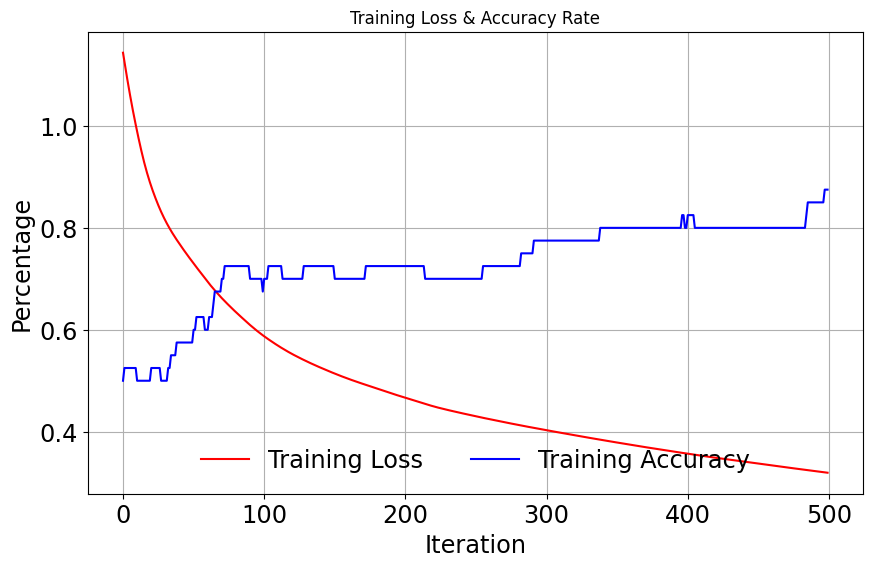 Training Loss & Accuracy Rate
Percentage
1.0
0.8
0.6
0.4
Training Loss
Training Accuracy
0 100 200 300 400 500
Iteration